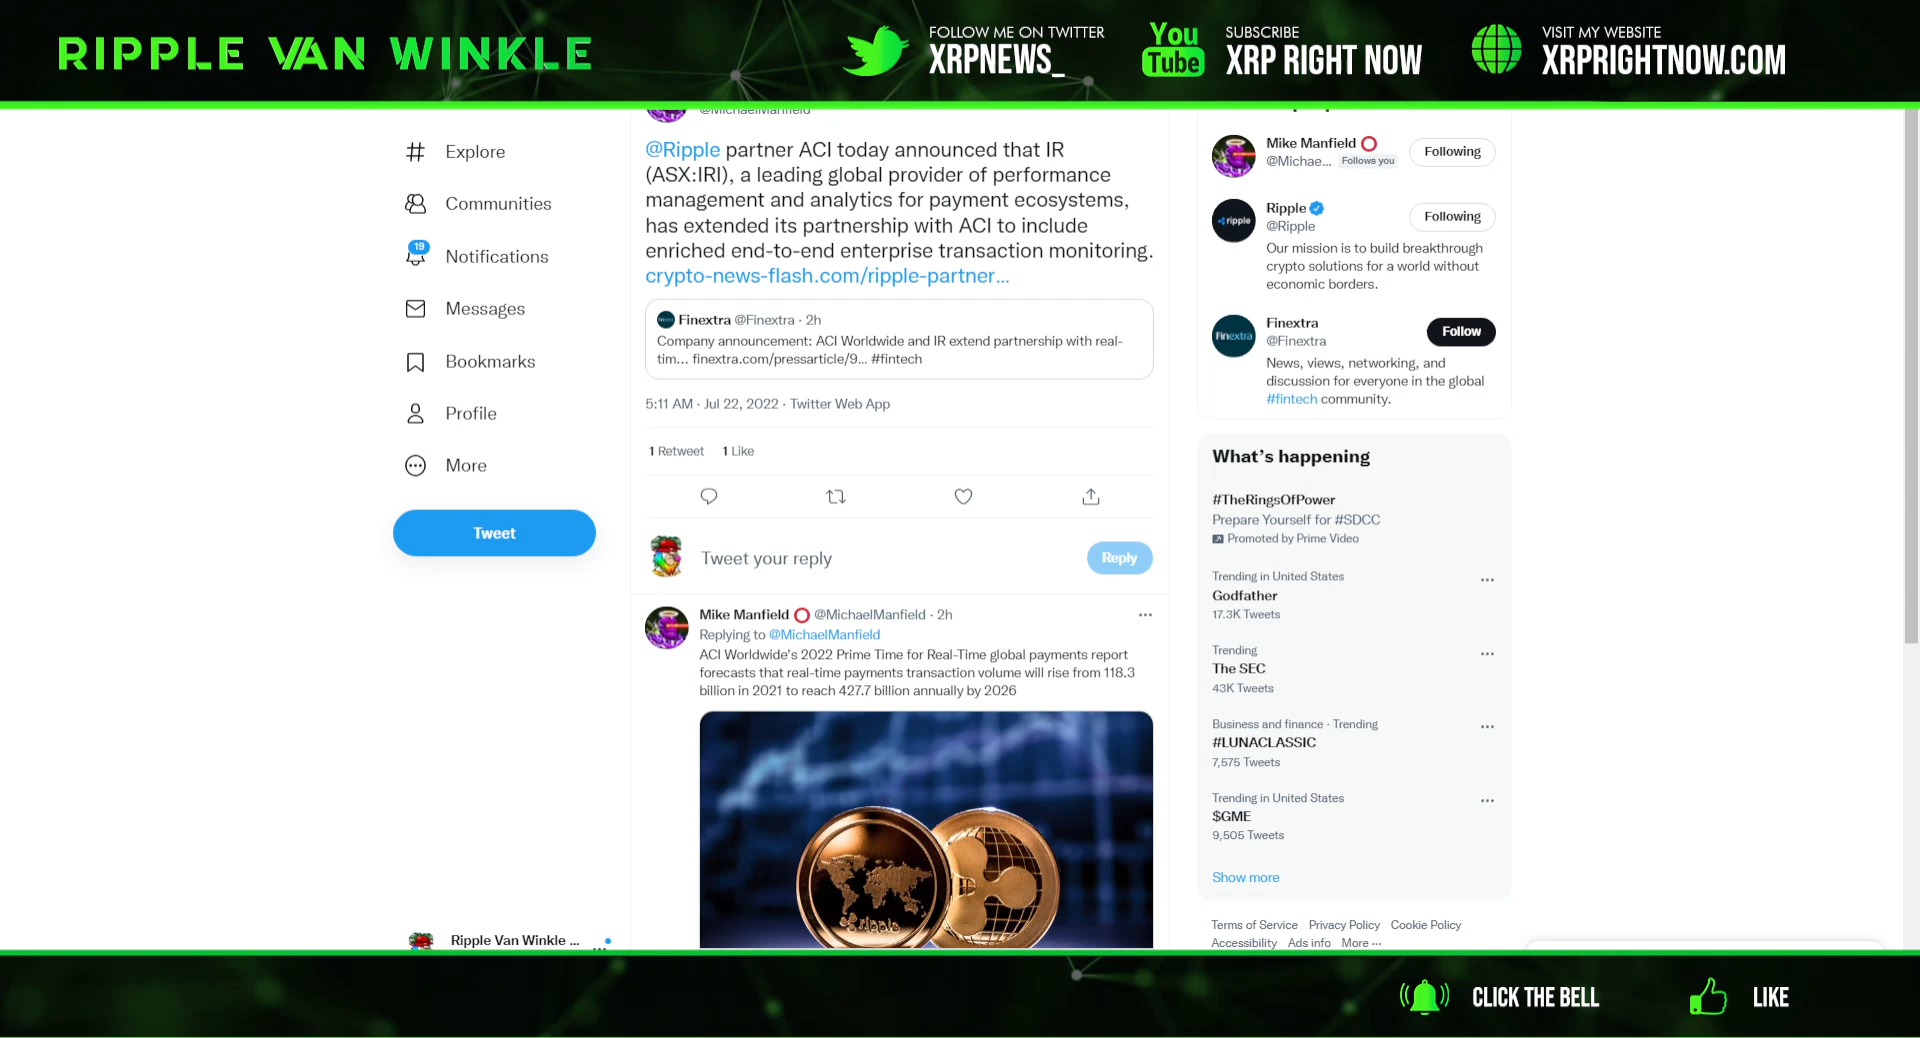 RIPPLE VAN WINKLE
FOLLOW ME ON TWITTER
XRPNEWS_
You
Tube
SUBSCRIBE
XRP RIGHT NOW
VISIT MY WEBSITE
XRPRIGHTNOW.COM
Explore
Communities
19
Notifications
Messages
Bookmarks
Profile
More
Tweet
Ripple Van Winkle ...
@MichaelManfield
@Ripple partner ACI today announced that IR
(ASX:IRI), a leading global provider of performance
management and analytics for payment ecosystems,
has extended its partnership with ACI to include
enriched end-to-end enterprise transaction monitoring.
crypto-news-flash.com/ripple-partner...
Finextra @Finextra · 2h
Company announcement: ACI Worldwide and IR extend partnership with real-
tim... finextra.com/pressarticle/9... #fintech
5:11 AM · Jul 22, 2022 · Twitter Web App
1 Retweet 1 Like
Tweet your reply
Reply
Mike Manfield @MichaelManfield · 2h
Replying to @MichaelManfield
ACI Worldwide's 2022 Prime Time for Real-Time global payments report
forecasts that real-time payments transaction volume will rise from 118.3
billion in 2021 to reach 427.7 billion annually by 2026
ripple
Mike Manfield
@Michae... Follows you
Following
ripple
Ripple
@Ripple
Following
Our mission is to build breakthrough
crypto solutions for a world without
economic borders.
Finextra
Finextra
@Finextra
Follow
News, views, networking, and
discussion for everyone in the global
#fintech community.
What's happening
#TheRingsOfPower
Prepare Yourself for #SDCC
Promoted by Prime Video
Trending in United States
Godfather
17.3K Tweets
Trending
The SEC
43K Tweets
Business and finance · Trending
#LUNACLASSIC
7,575 Tweets
Trending in United States
$GME
9,505 Tweets
Show more
Terms of Service Privacy Policy Cookie Policy
Accessibility Ads info More ...
CLICK THE BELL
LIKE